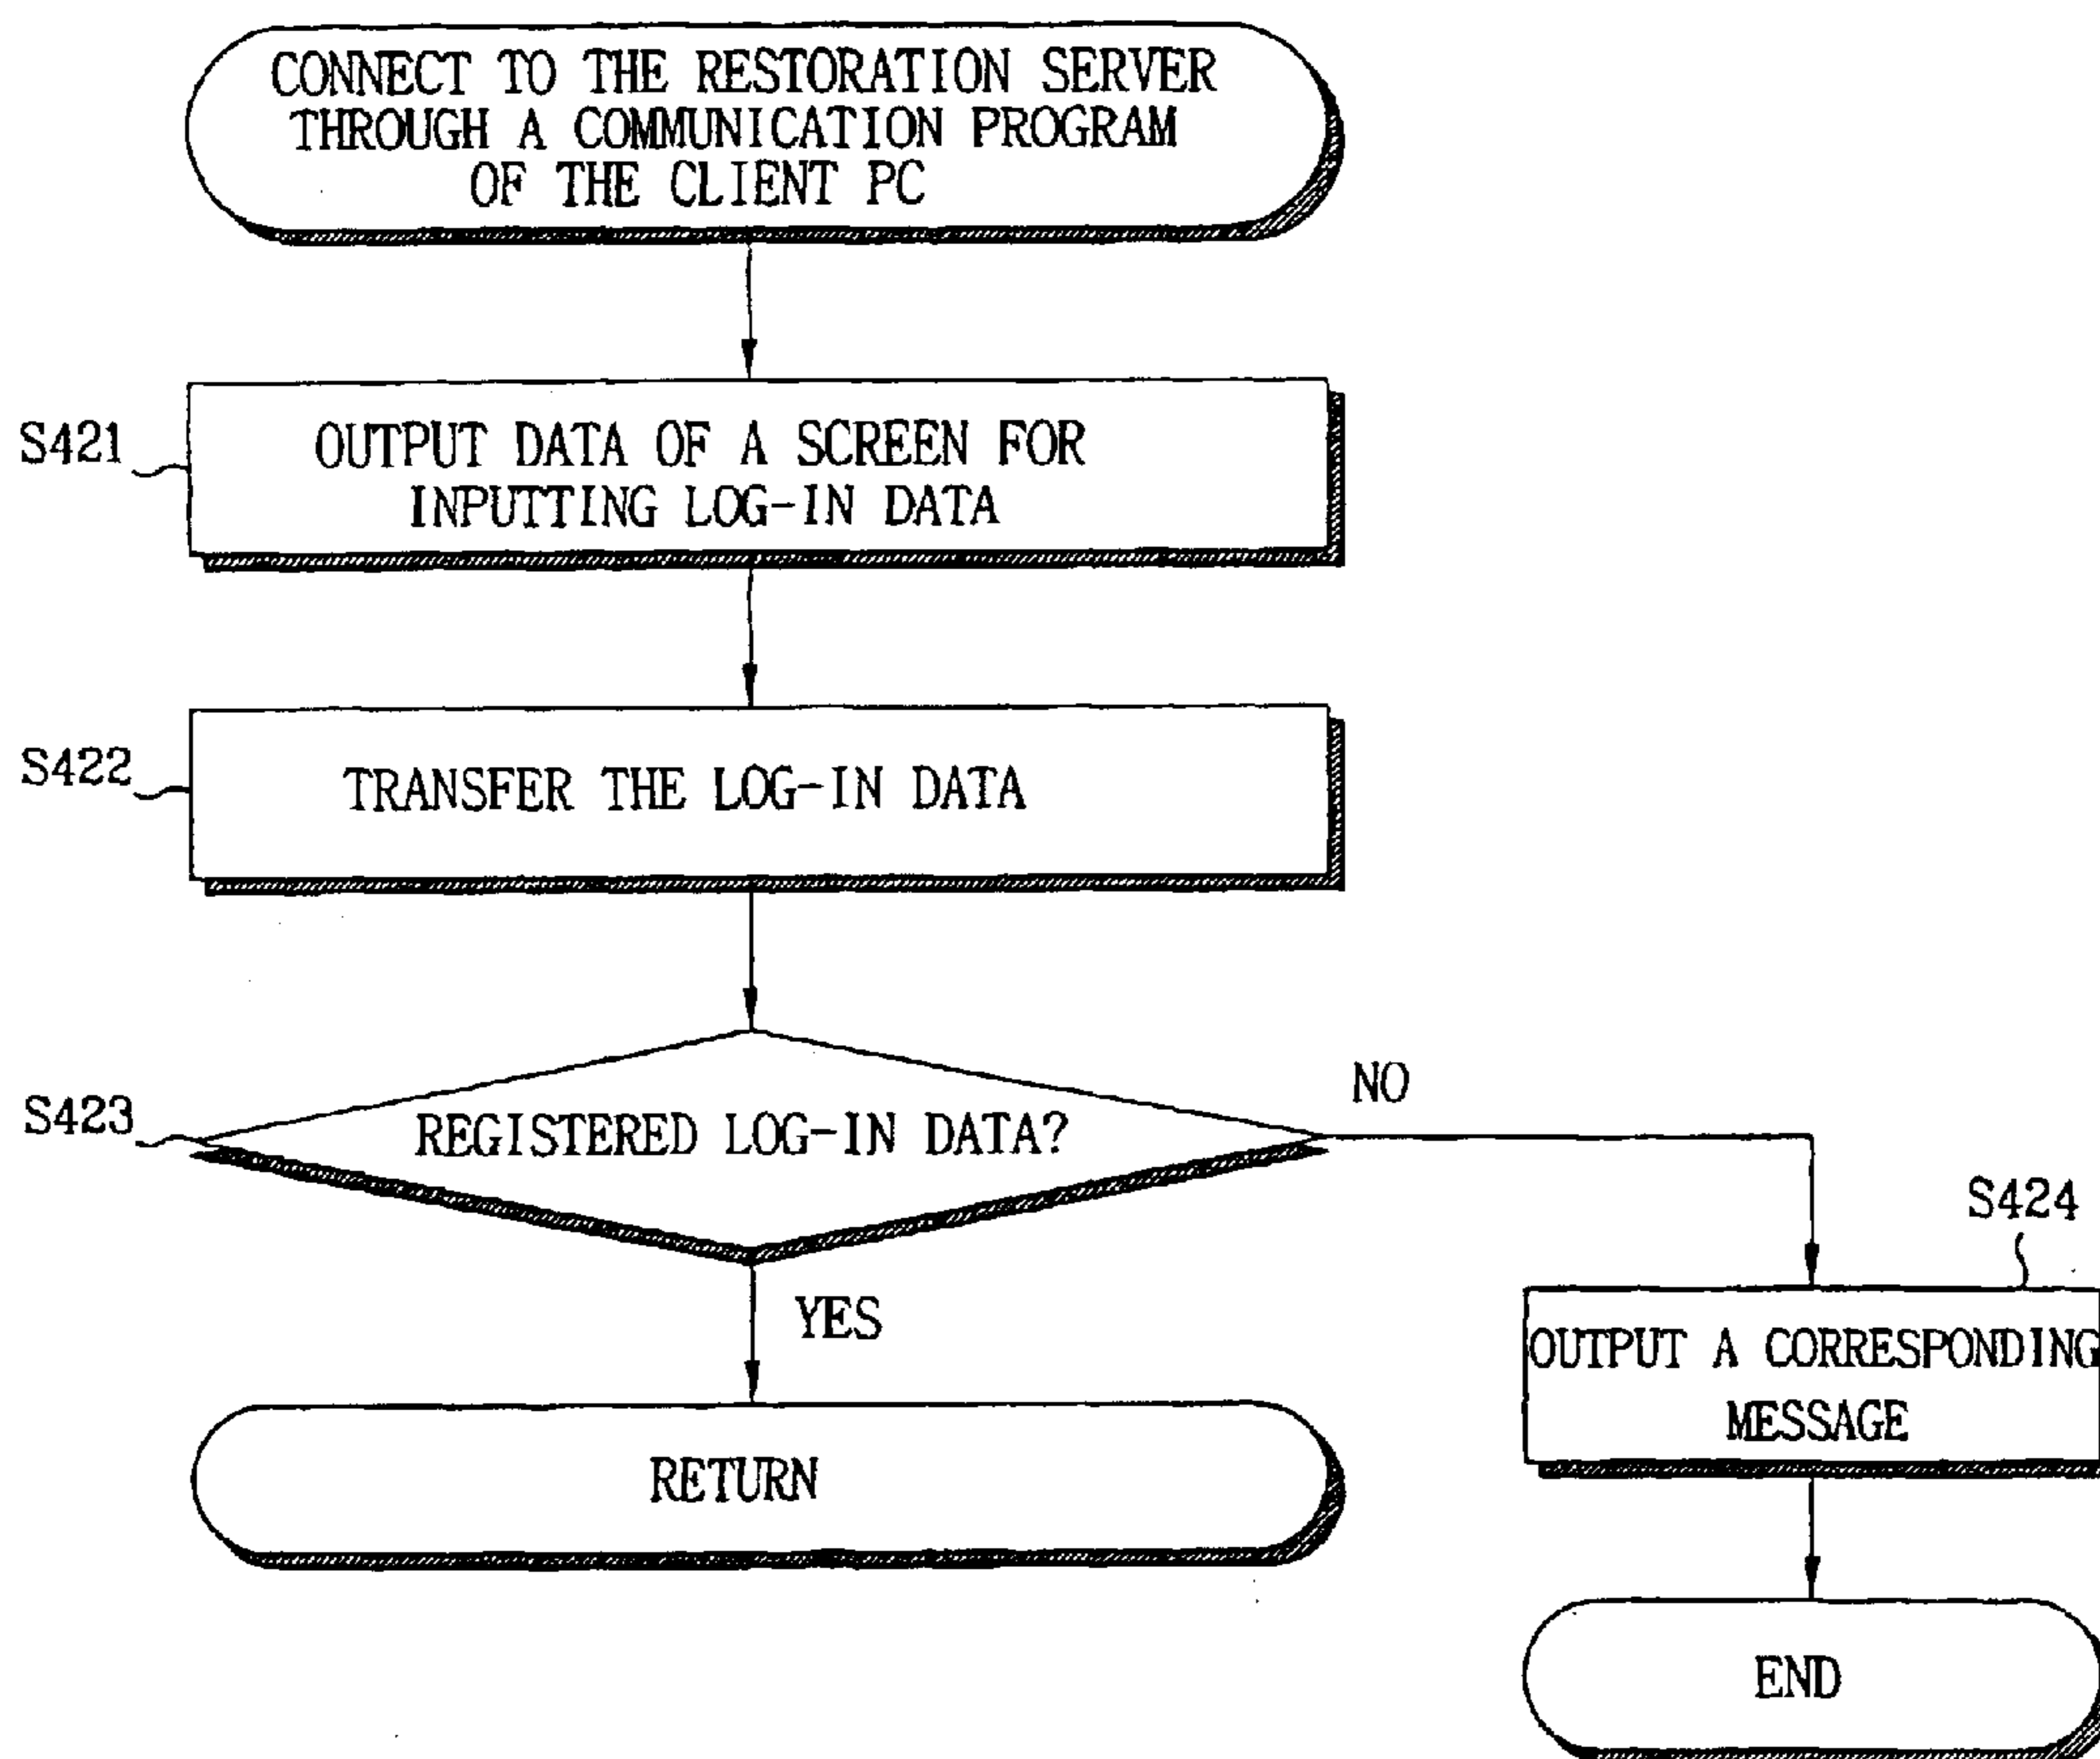 CONNECT TO THE RESTORATION SERVER
THROUGH A COMMUNICATION PROGRAM
OF THE CLIENT PC
S421
OUTPUT DATA OF A SCREEN FOR
INPUTTING LOG-IN DATA
S422
TRANSFER THE LOG-IN DATA
S423
REGISTERED LOG-IN DATA?
NO
YES
S424
OUTPUT A CORRESPONDING
MESSAGE
RETURN
END